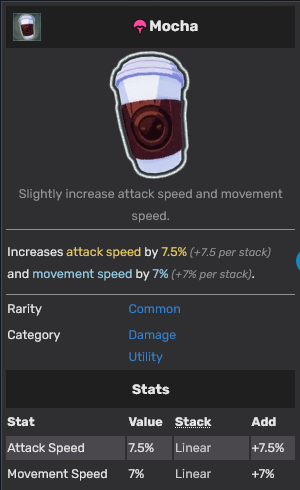 Mocha
Slightly increase attack speed and movement
speed.
Increases attack speed by 7.5% (+7.5 per stack)
and movement speed by 7% (+7% per stack).
Rarity Common
Category Damage
Utility
Stats
Stat Value Stack Add
Attack Speed 7.5% Linear +7.5%
Movement Speed 7% Linear +7%